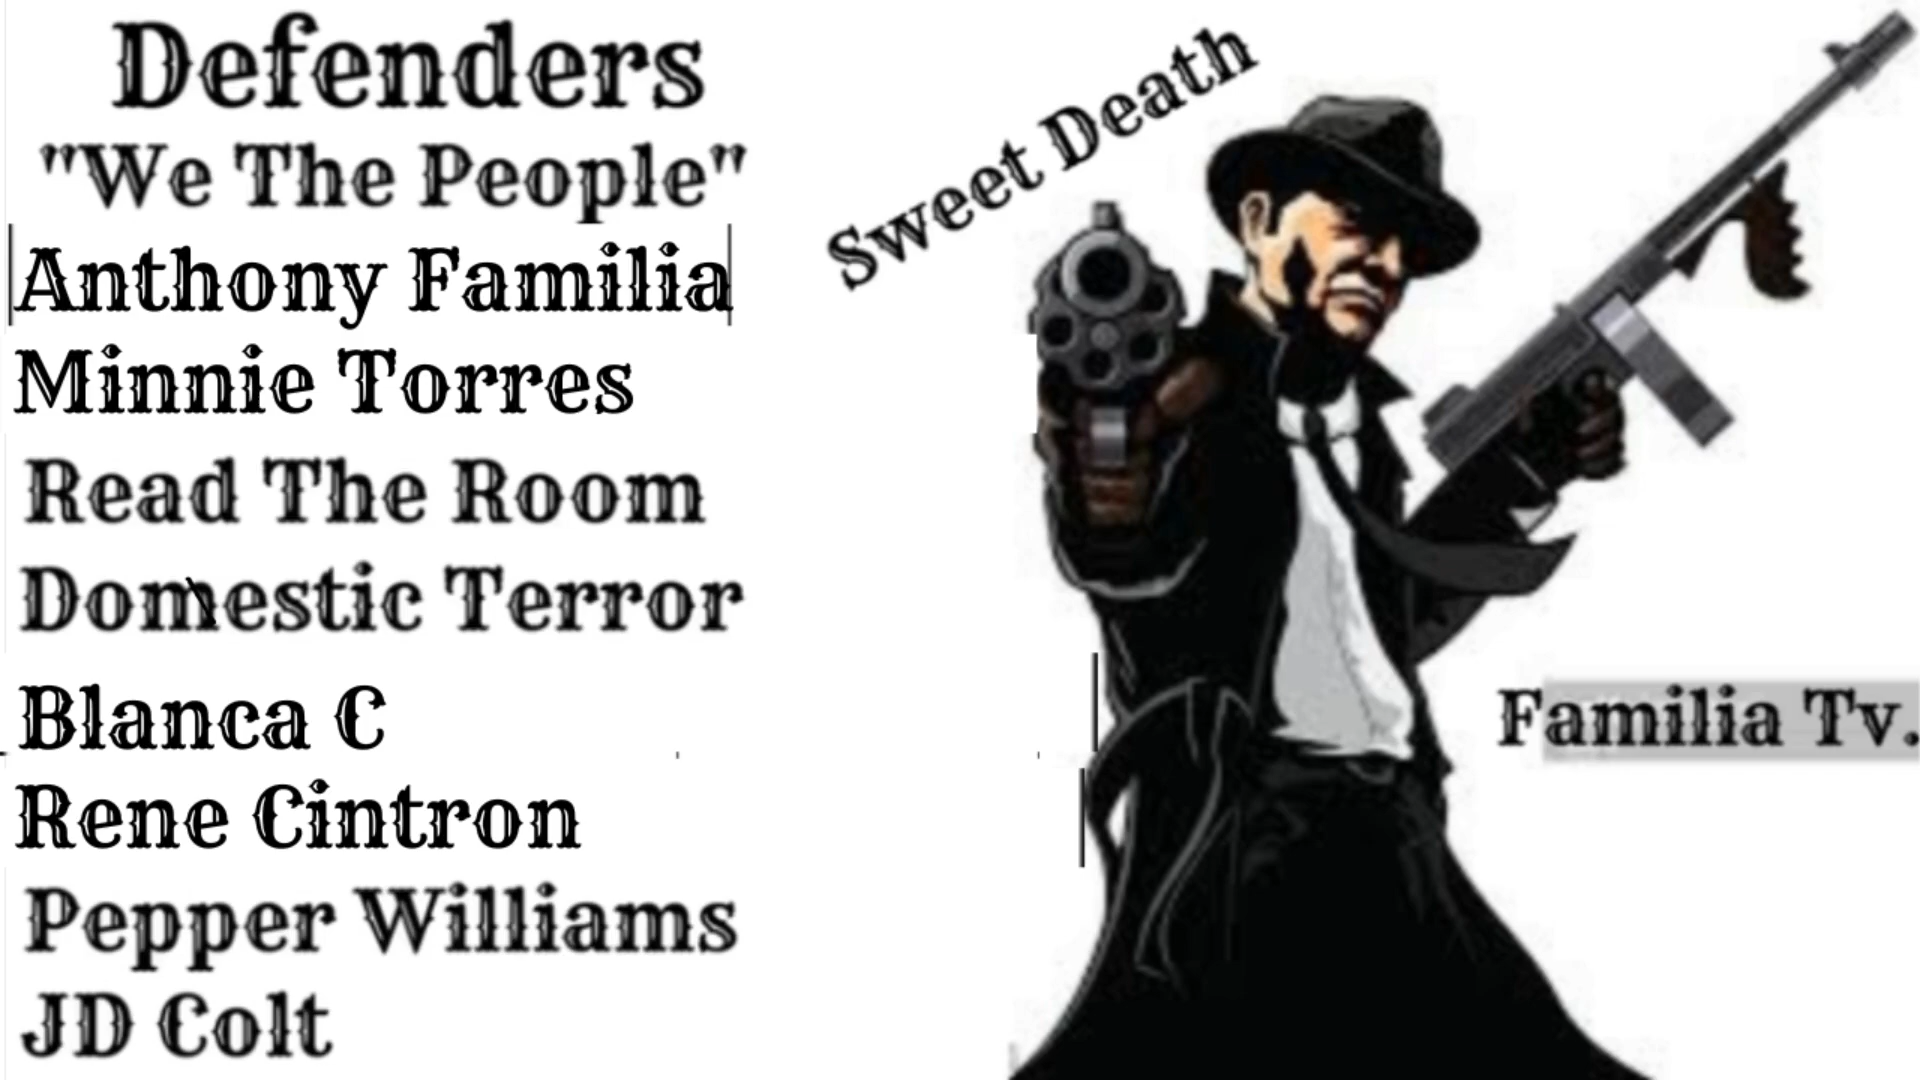 Defenders
"We The People"
Anthony Familia
Minnie Torres
Read The Room
Domestic Terror
Blanca C
Rene Cintron
Pepper Williams
JD Colt
Sweet Death
Familia Tv.